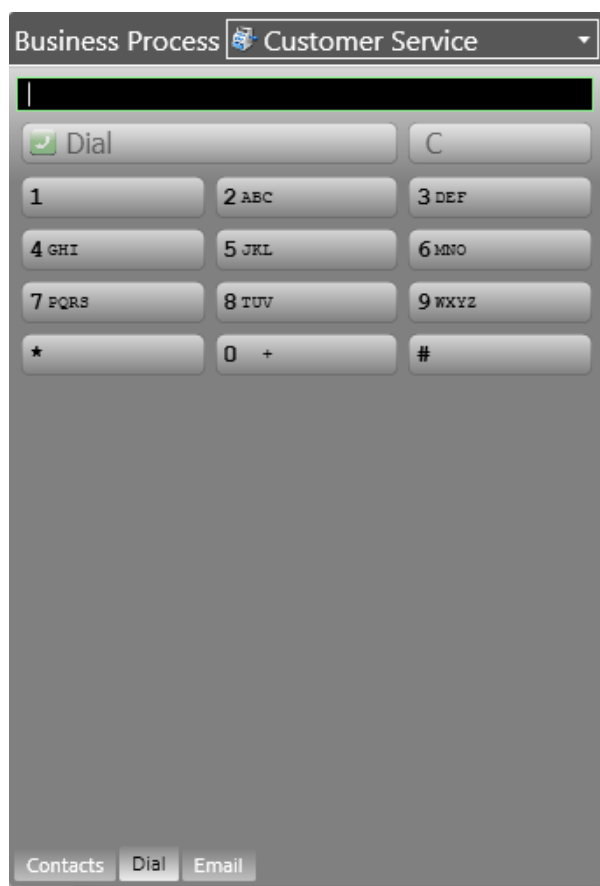 Business Process Customer Service
Dial C
1 2 ABC 3 DEF
4 GHI 5 JKL 6 MNO
7 PQRS 8 TUV 9 WXYZ
* 0 + #
Contacts Dial Email